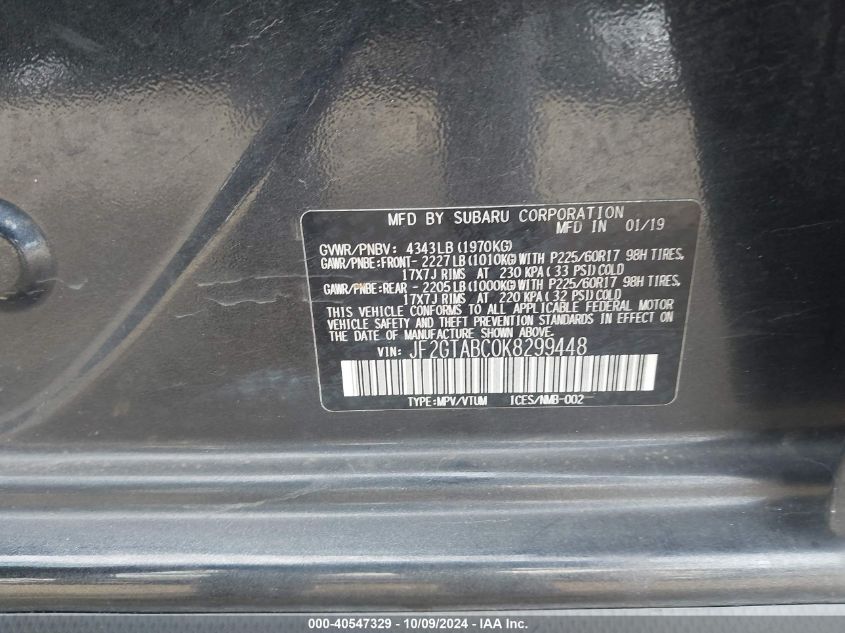 MFD BY SUBARU CORPORATION
MFD IN 01/19
GVWR/PNBV: 4343LB(1970KG)
GAWR/PNBE:FRONT-2227LB(1010KG)WITH P225/60R17 98H TIRES,
17X7J RIMS AT 230 KPA(33 PSI)COLD
GAWR/PNBE:REAR -2205LB(1000KG)WITH P225/60R17 98H TIRES,
17X7J RIMS AT 220 KPA(32 PSI)COLD
THIS VEHICLE CONFORMS TO ALL APPLICABLE FEDERAL MOTOR
VEHICLE SAFETY AND THEFT PREVENTION STANDARDS IN EFFECT ON
THE DATE OF MANUFACTURE SHOWN ABOVE.
VIN: JF2GTABC0K8299448
TYPE:MPV/VTUM ICES/NMB-002
000-40547329 - 10/09/2024 - COPYRIGHT © IAA, LLC.